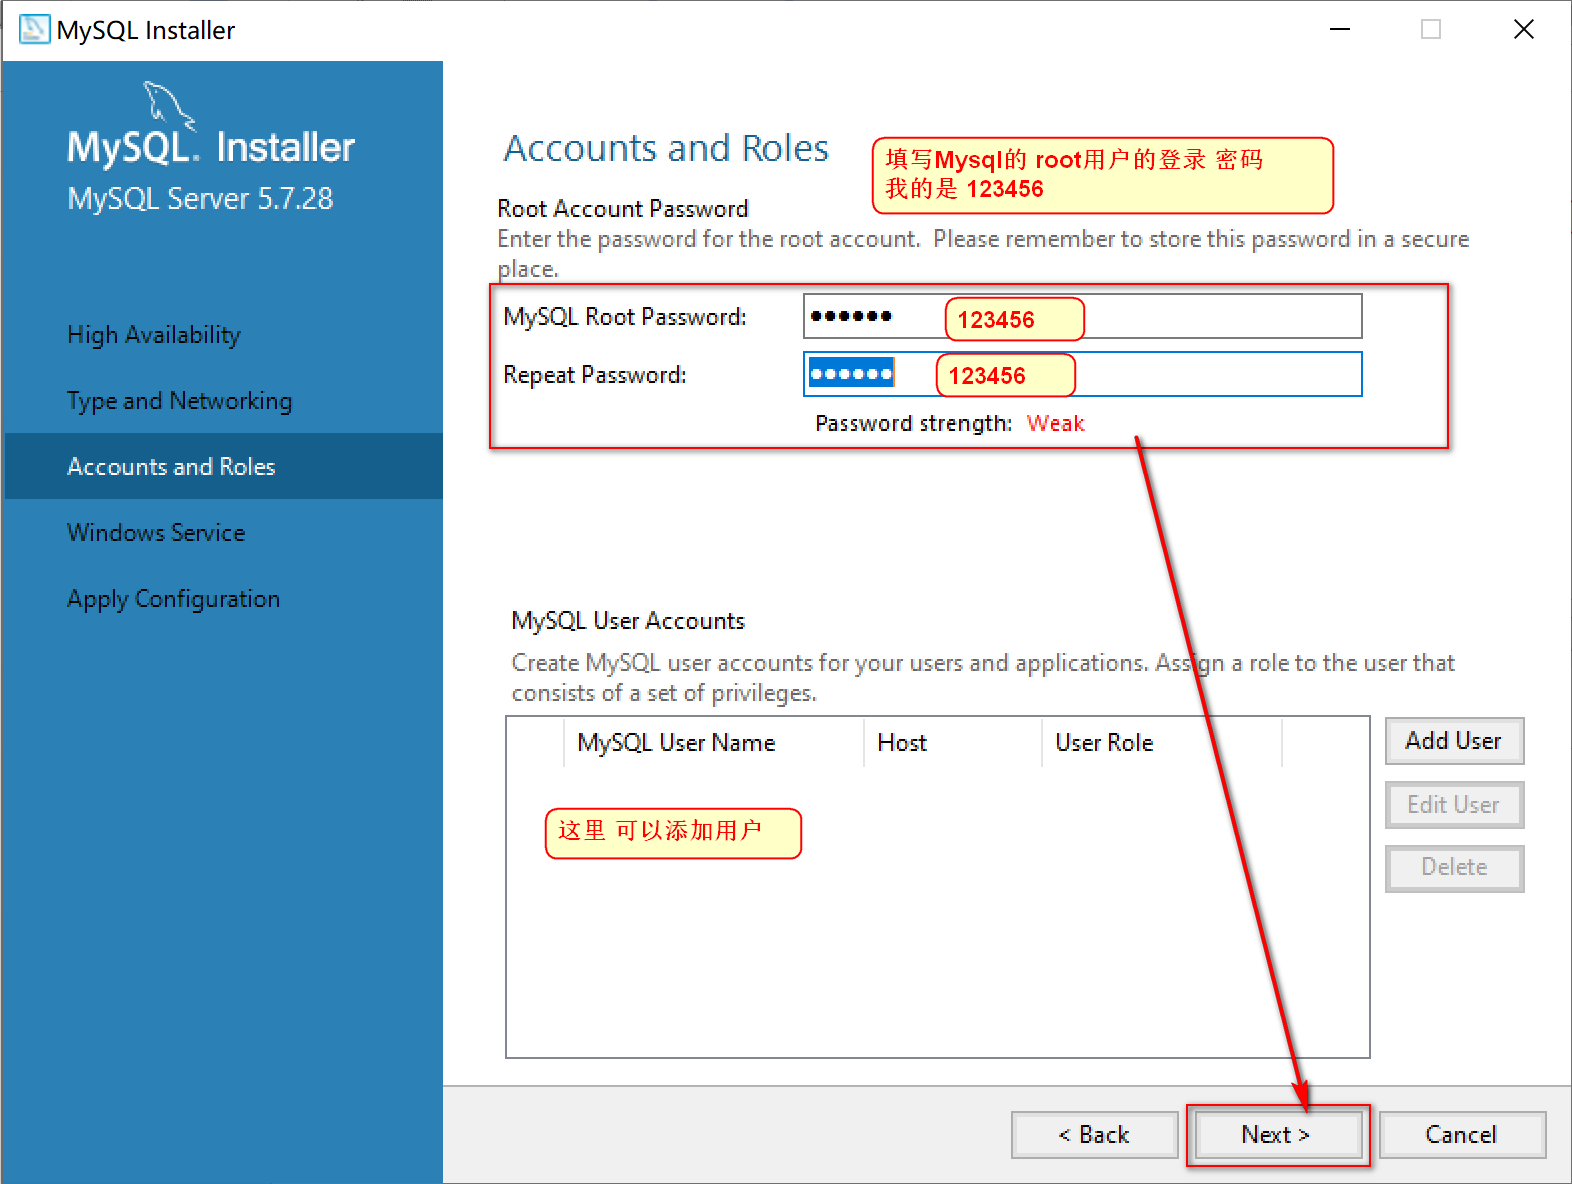 MySQL Installer
MySQL. Installer
MySQL Server 5.7.28
High Availability
Type and Networking
Accounts and Roles
Windows Service
Apply Configuration
Accounts and Roles
填写Mysql的 root用户的登录 密码
我的是 123456
Root Account Password
Enter the password for the root account.  Please remember to store this password in a secure
place.
MySQL Root Password: ●●●●●● 123456
Repeat Password: ●●●●●● 123456
Password strength: Weak
MySQL User Accounts
Create MySQL user accounts for your users and applications. Assign a role to the user that
consists of a set of privileges.
MySQL User Name Host User Role
这里 可以添加用户
Add User
Edit User
Delete
< Back Next > Cancel